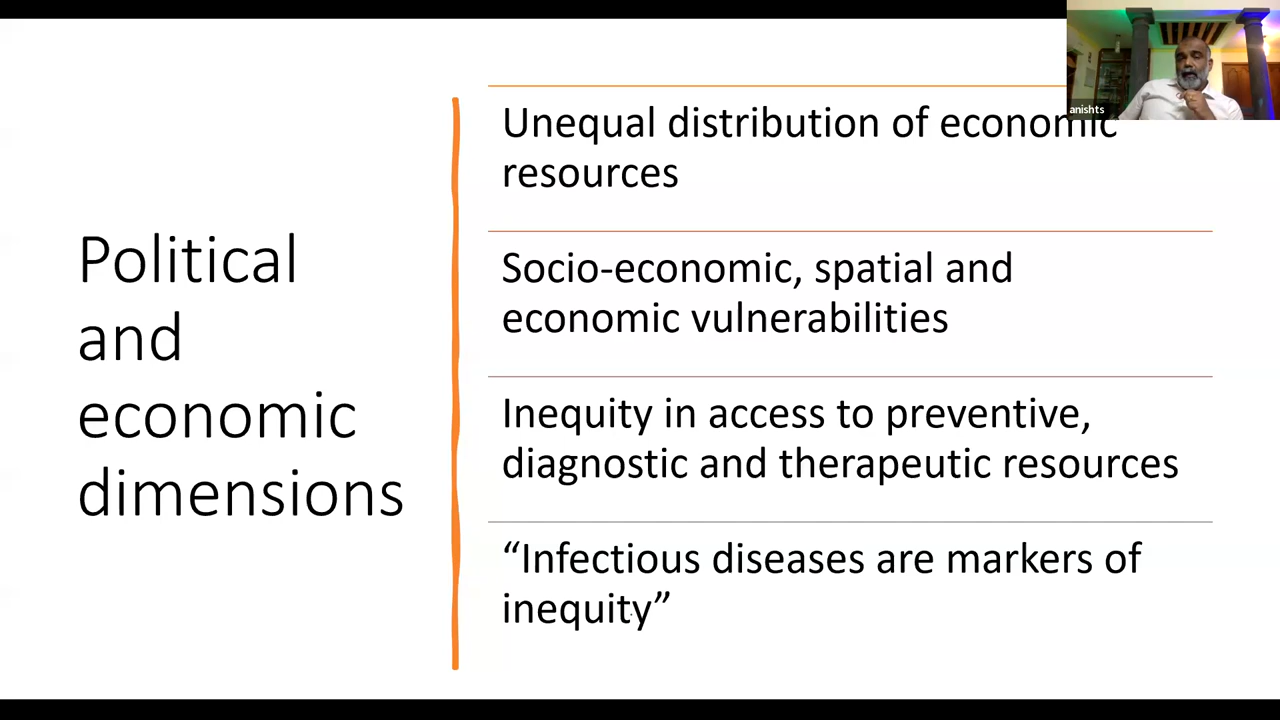 anishts
Political
and
economic
dimensions
Unequal distribution of economic
resources
Socio-economic, spatial and
economic vulnerabilities
Inequity in access to preventive,
diagnostic and therapeutic resources
“Infectious diseases are markers of
inequity”